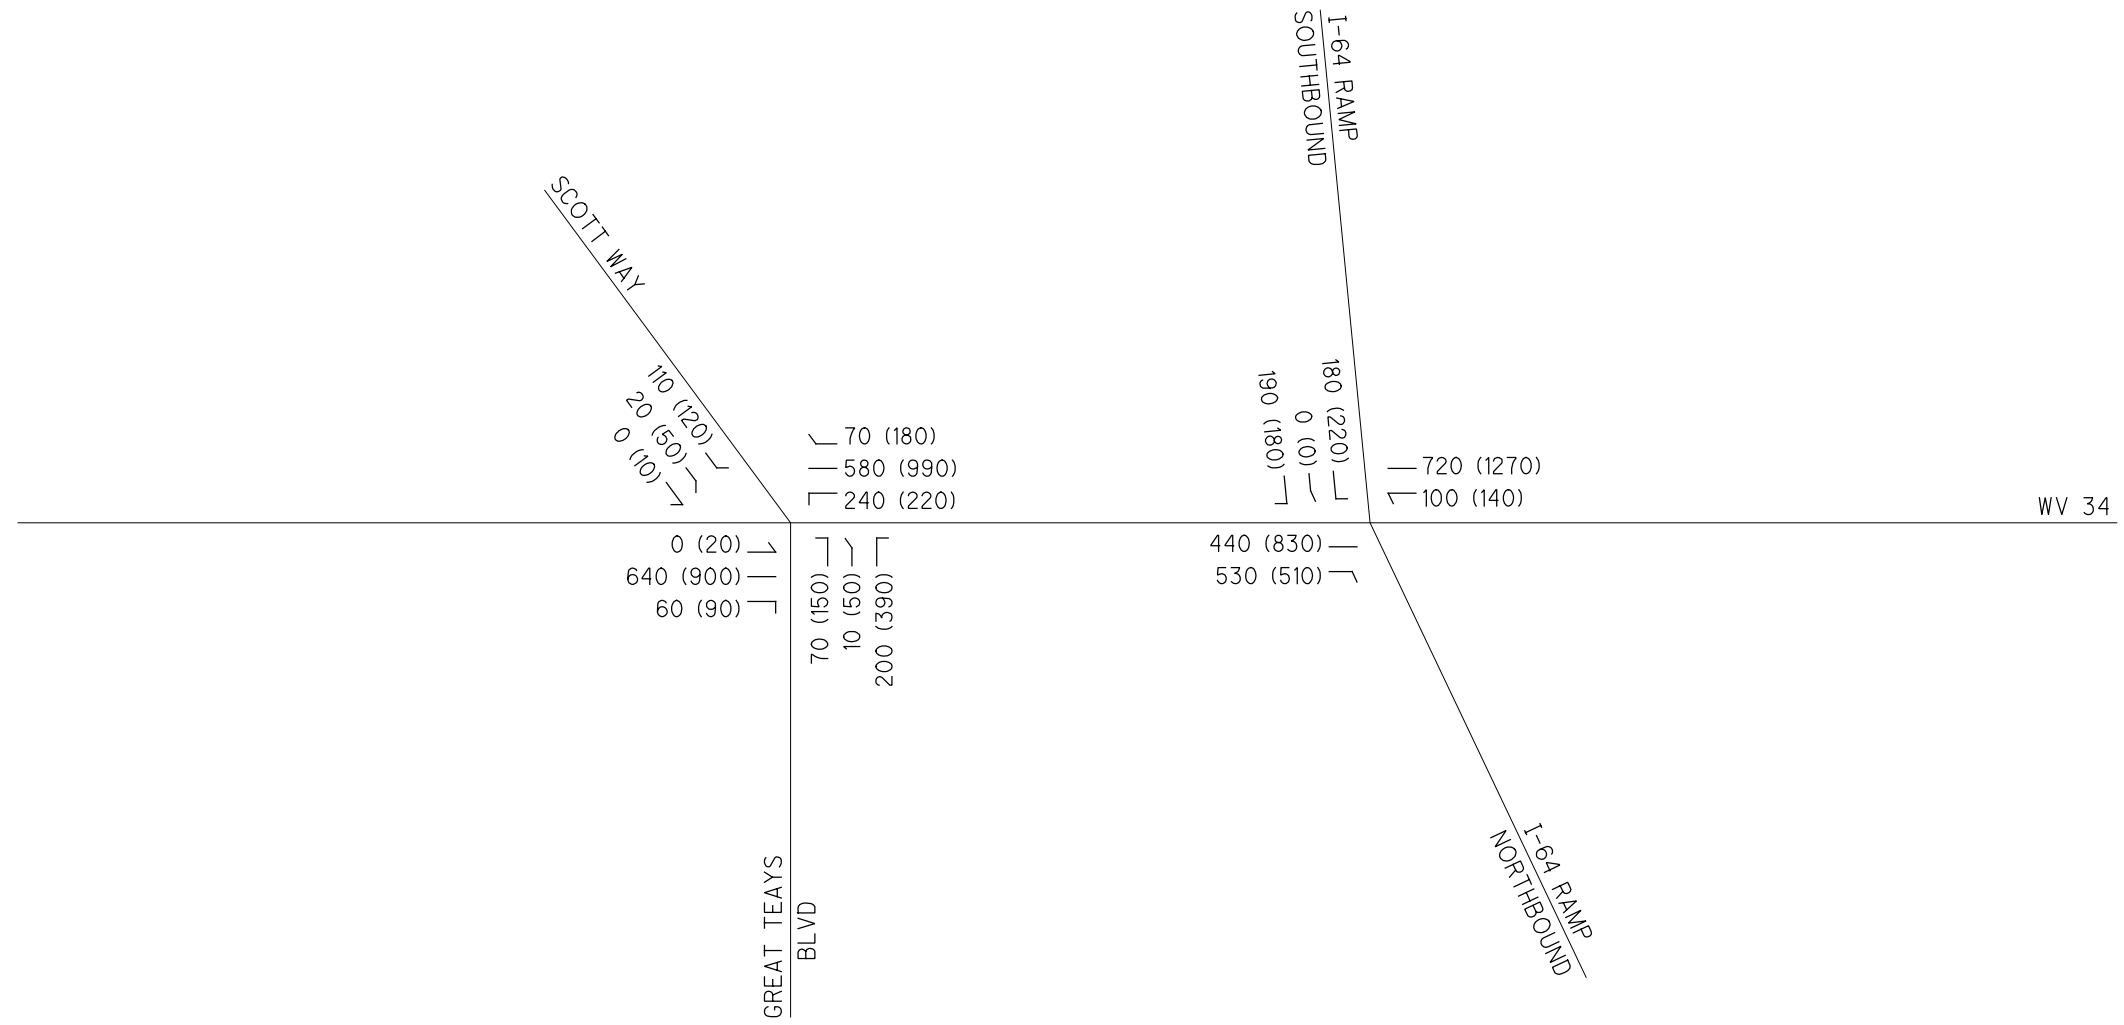 I-64 RAMP
SOUTHBOUND
SCOTT WAY
110 (120)
20 (50)
0 (10)
70 (180)
580 (990)
240 (220)
180 (220)
0 (0)
190 (180)
720 (1270)
100 (140)
WV 34
0 (20)
640 (900)
60 (90)
70 (150)
10 (50)
200 (390)
440 (830)
530 (510)
GREAT TEAYS
BLVD
I-64 RAMP
NORTHBOUND